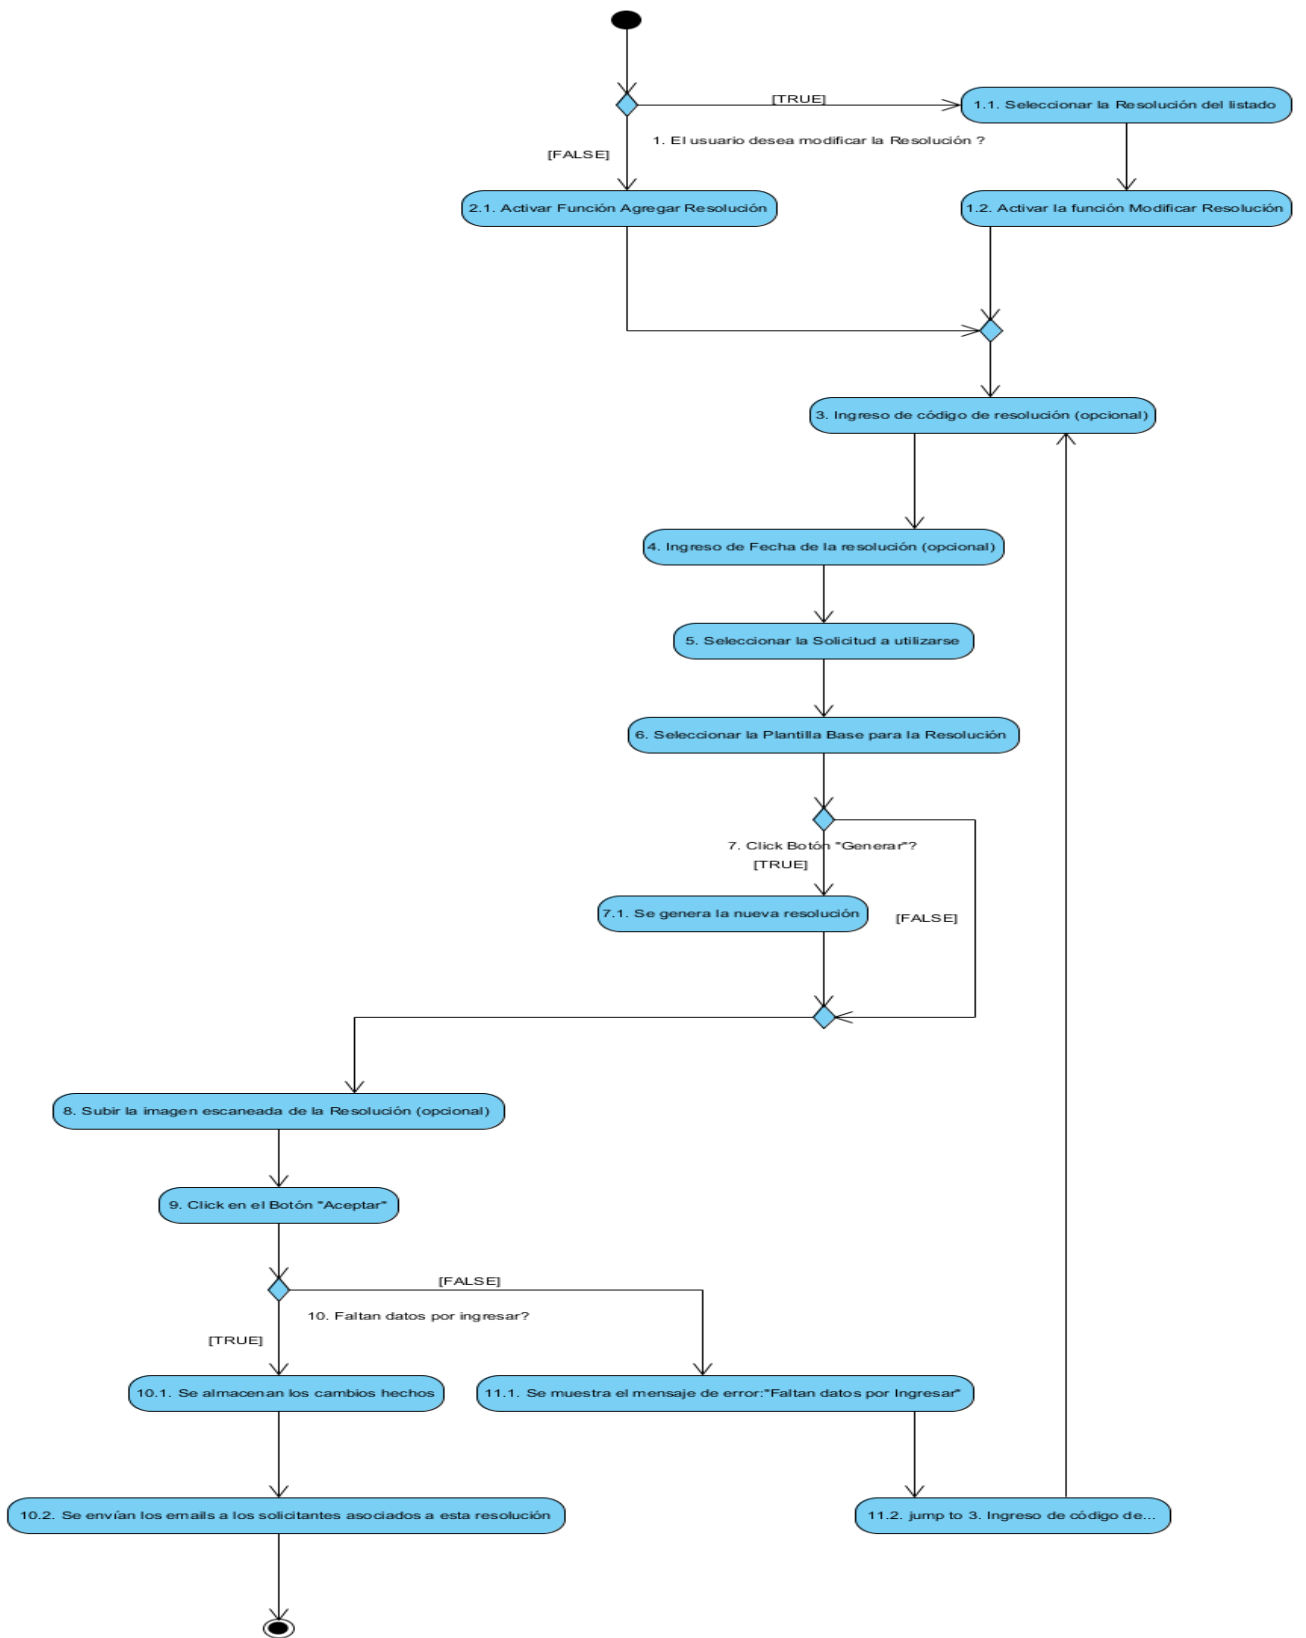 [TRUE]
1.1. Seleccionar la Resolución del listado
1. El usuario desea modificar la Resolución ?
[FALSE]
2.1. Activar Función Agregar Resolución
1.2. Activar la función Modificar Resolución
3. Ingreso de código de resolución (opcional)
4. Ingreso de Fecha de la resolución (opcional)
5. Seleccionar la Solicitud a utilizarse
6. Seleccionar la Plantilla Base para la Resolución
7. Click Botón "Generar"?
[TRUE]
7.1. Se genera la nueva resolución
[FALSE]
8. Subir la imagen escaneada de la Resolución (opcional)
9. Click en el Botón "Aceptar"
[FALSE]
10. Faltan datos por ingresar?
[TRUE]
10.1. Se almacenan los cambios hechos
11.1. Se muestra el mensaje de error:"Faltan datos por Ingresar"
10.2. Se envían los emails a los solicitantes asociados a esta resolución
11.2. jump to 3. Ingreso de código de...